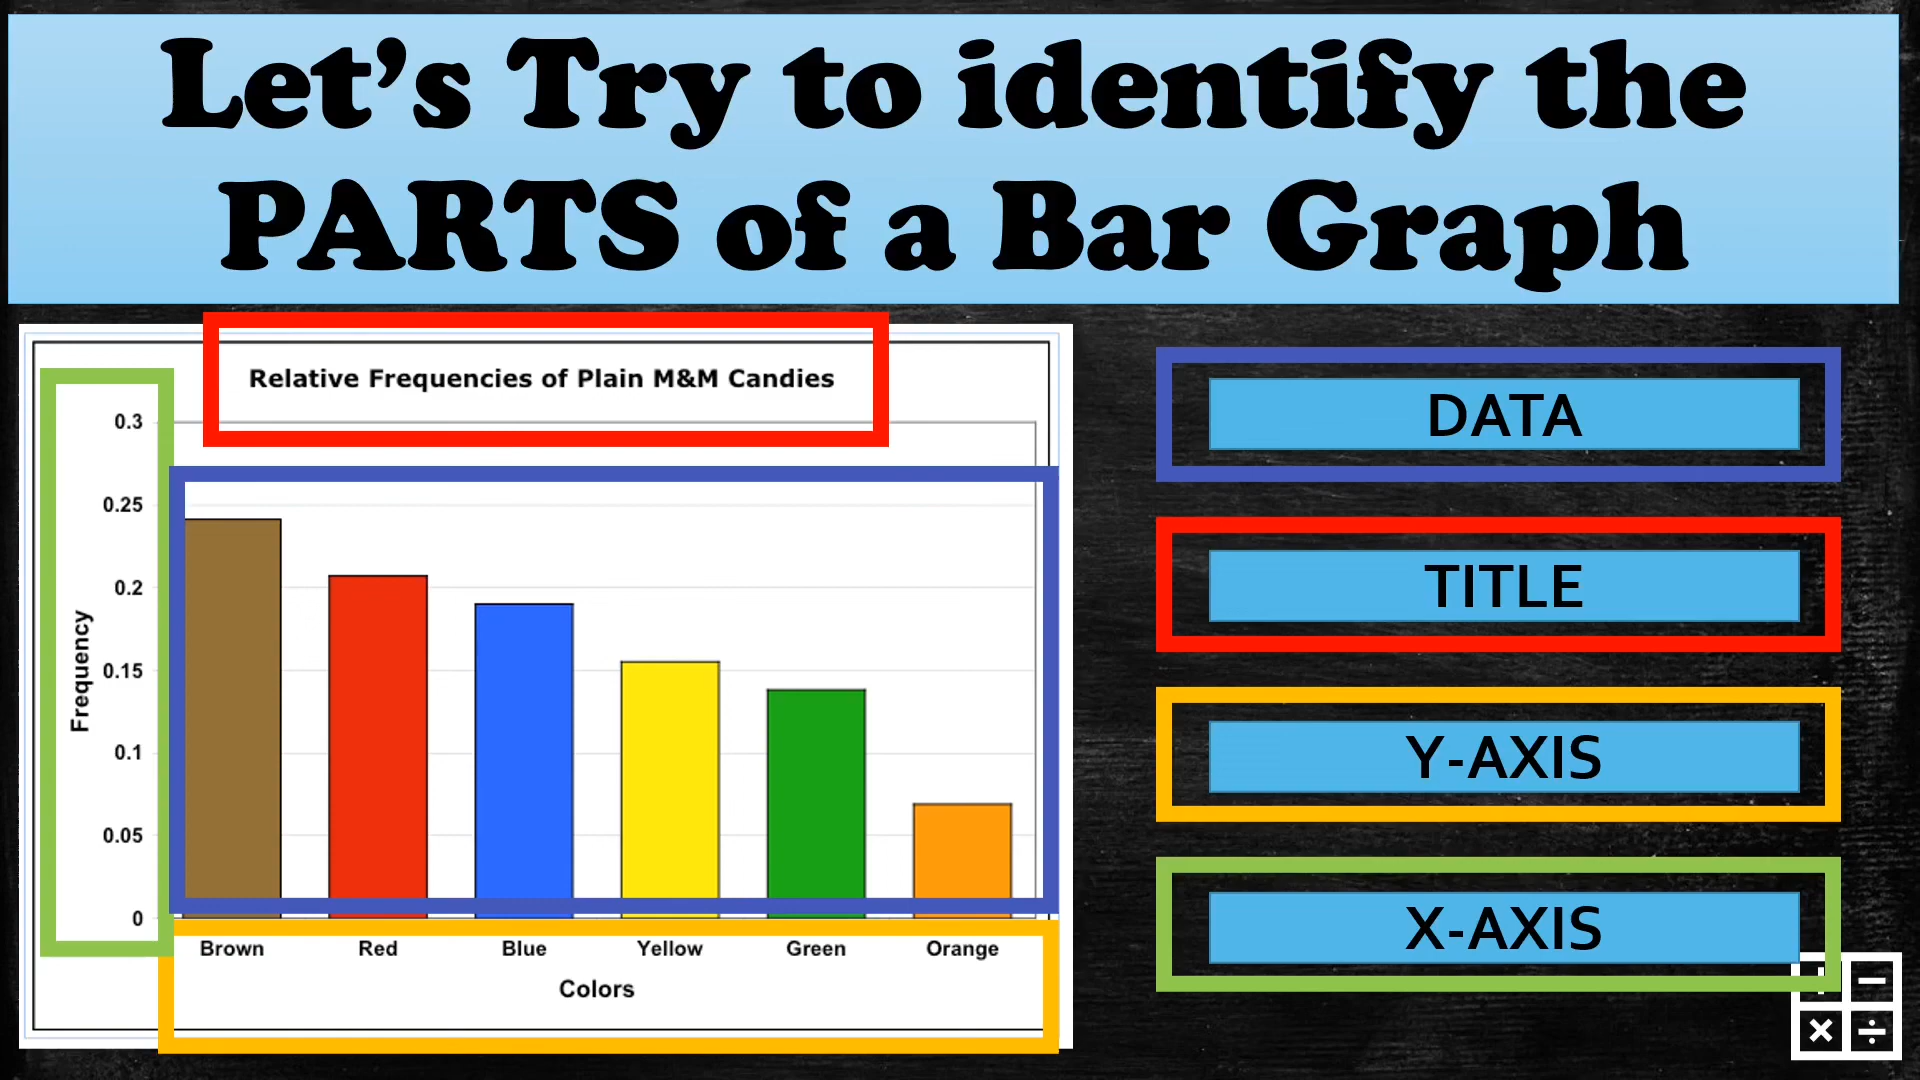 Let's Try to identify the
PARTS of a Bar Graph
Relative Frequencies of Plain M&M Candies
0.3
0.25
0.2
0.15
0.1
0.05
0
Frequency
Brown Red Blue Yellow Green Orange
Colors
DATA
TITLE
Y-AXIS
X-AXIS